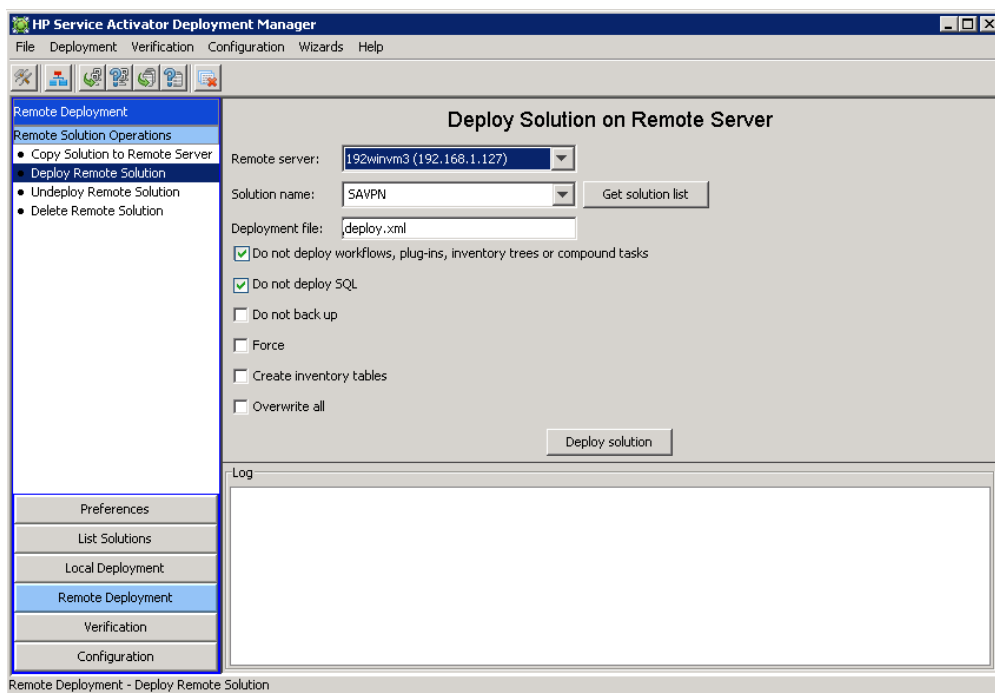 HP Service Activator Deployment Manager
File Deployment Verification Configuration Wizards Help
Remote Deployment
Remote Solution Operations
Copy Solution to Remote Server
Deploy Remote Solution
Undeploy Remote Solution
Delete Remote Solution
Deploy Solution on Remote Server
Remote server: 192winvm3 (192.168.1.127)
Solution name: SAVPN Get solution list
Deployment file: deploy.xml
Do not deploy workflows, plug-ins, inventory trees or compound tasks
Do not deploy SQL
Do not back up
Force
Create inventory tables
Overwrite all
Deploy solution
Log
Preferences
List Solutions
Local Deployment
Remote Deployment
Verification
Configuration
Remote Deployment - Deploy Remote Solution